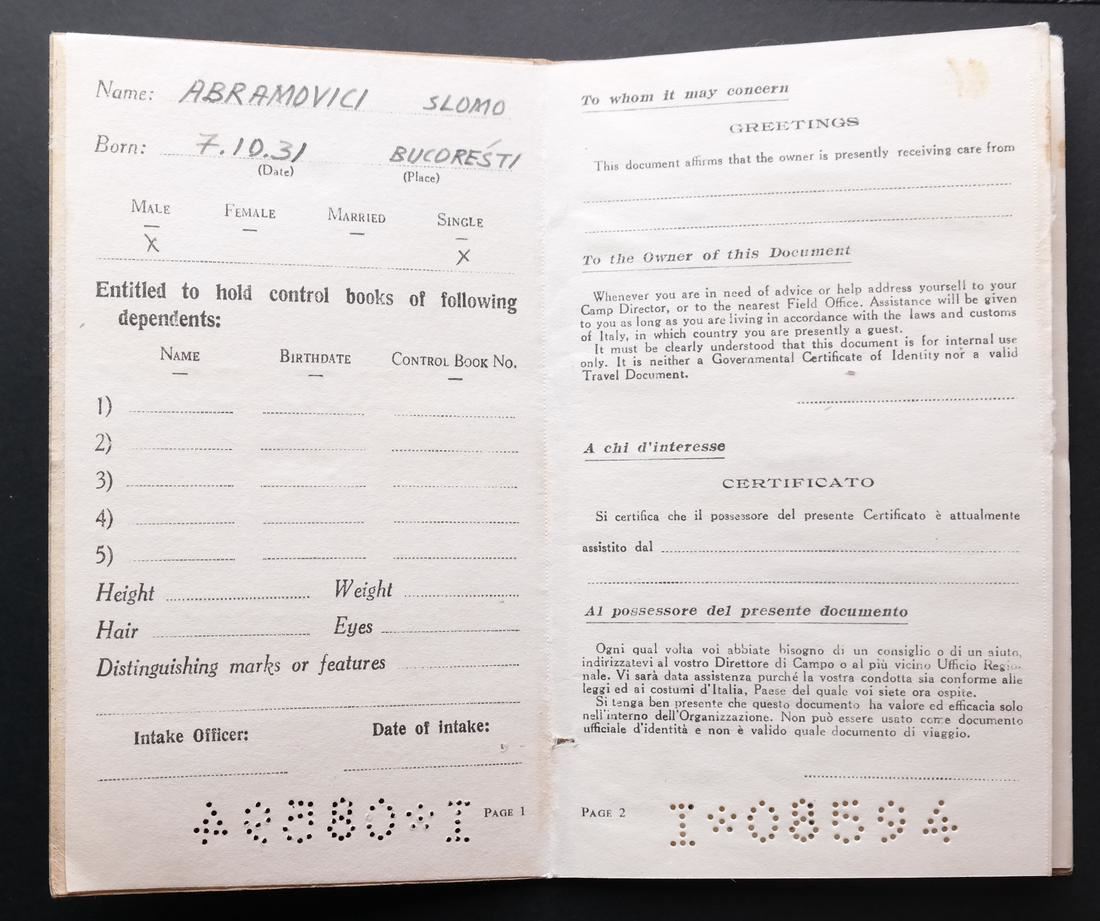 Name: ABRAMOVICI SLOMO
Born: 7.10.31 BUCOREŚTI
(Date) (Place)
MALE FEMALE MARRIED SINGLE
X X
Entitled to hold control books of following
dependents:
NAME BIRTHDATE CONTROL BOOK NO.
1)
2)
3)
4)
5)
Height Weight
Hair Eyes
Distinguishing marks or features
Intake Officer: Date of intake:
PAGE 1
To whom it may concern
GREETINGS
This document affirms that the owner is presently receiving care from
To the Owner of this Document
Whenever you are in need of advice or help address yourself to your
Camp Director, or to the nearest Field Office. Assistance will be given
to you as long as you are living in accordance with the laws and customs
of Italy, in which country you are presently a guest.
It must be clearly understood that this document is for internal use
only. It is neither a Governmental Certificate of Identity nor a valid
Travel Document.
A chi d'interesse
CERTIFICATO
Si certifica che il possessore del presente Certificato è attualmente
assistito dal
Al possessore del presente documento
Ogni qual volta voi abbiate bisogno di un consiglio o di un aiuto,
indirizzatevi al vostro Direttore di Campo o al più vicino Ufficio Regio-
nale. Vi sarà data assistenza purché la vostra condotta sia conforme alle
leggi ed ai costumi d'Italia, Paese del quale voi siete ora ospite.
Si tenga ben presente che questo documento ha valore ed efficacia solo
nell'interno dell'Organizzazione. Non può essere usato come documento
ufficiale d'identità e non è valido quale documento di viaggio.
PAGE 2 I*08594